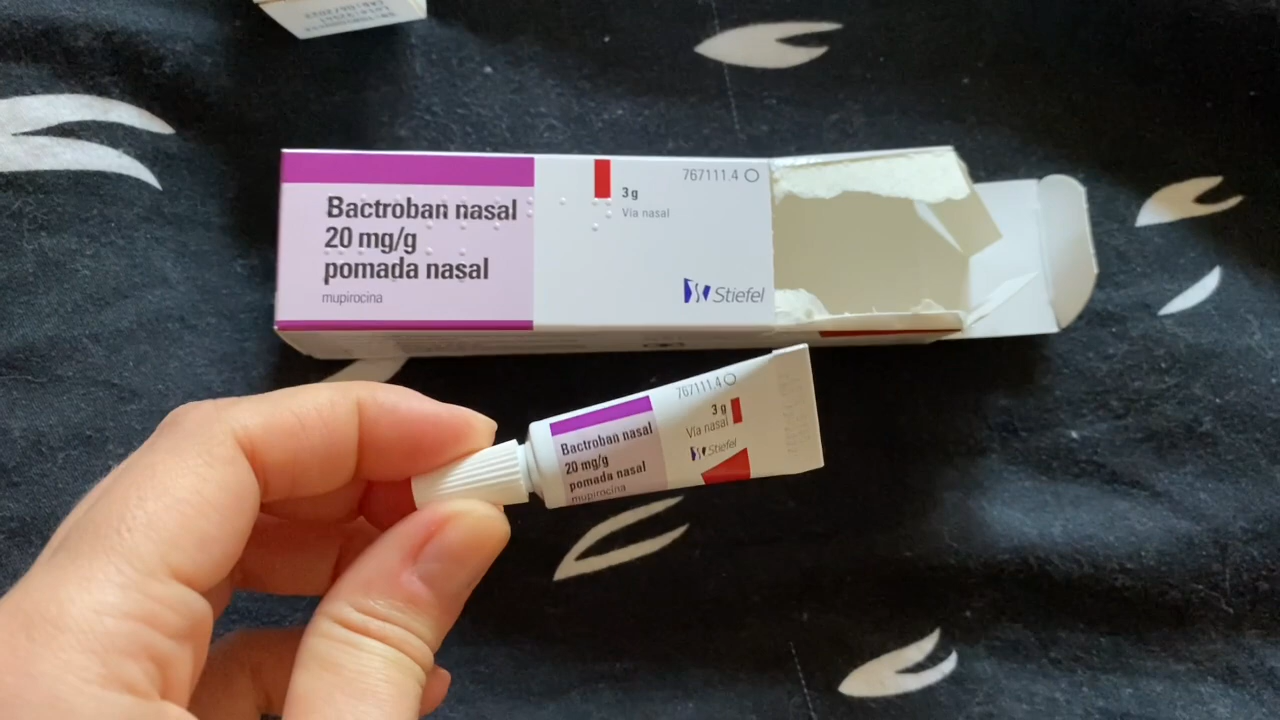 Bactroban nasal
20 mg/g
pomada nasal
mupirocina
767111.4
3 g
Vía nasal
Stiefel
Bactroban nasal
20 mg/g
pomada nasal
mupirocina
767111.4
3 g
Vía nasal
Stiefel